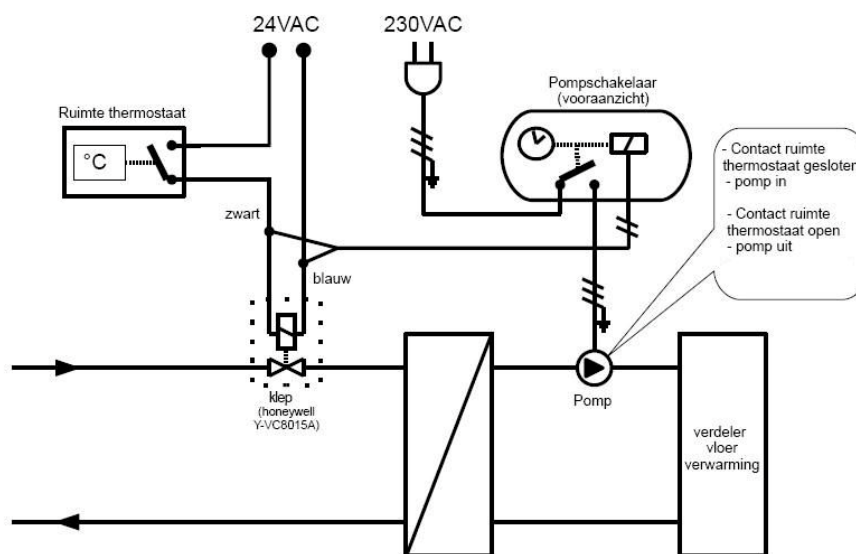 24VAC
230VAC
Pompschakelaar
(vooraanzicht)
Ruimte thermostaat
°C
- Contact ruimte
thermostaat gesloten
- pomp in
- Contact ruimte
thermostaat open
- pomp uit
zwart
blauw
klep
(honeywell
Y-VC8015A)
Pomp
verdeler
vloer
verwarming